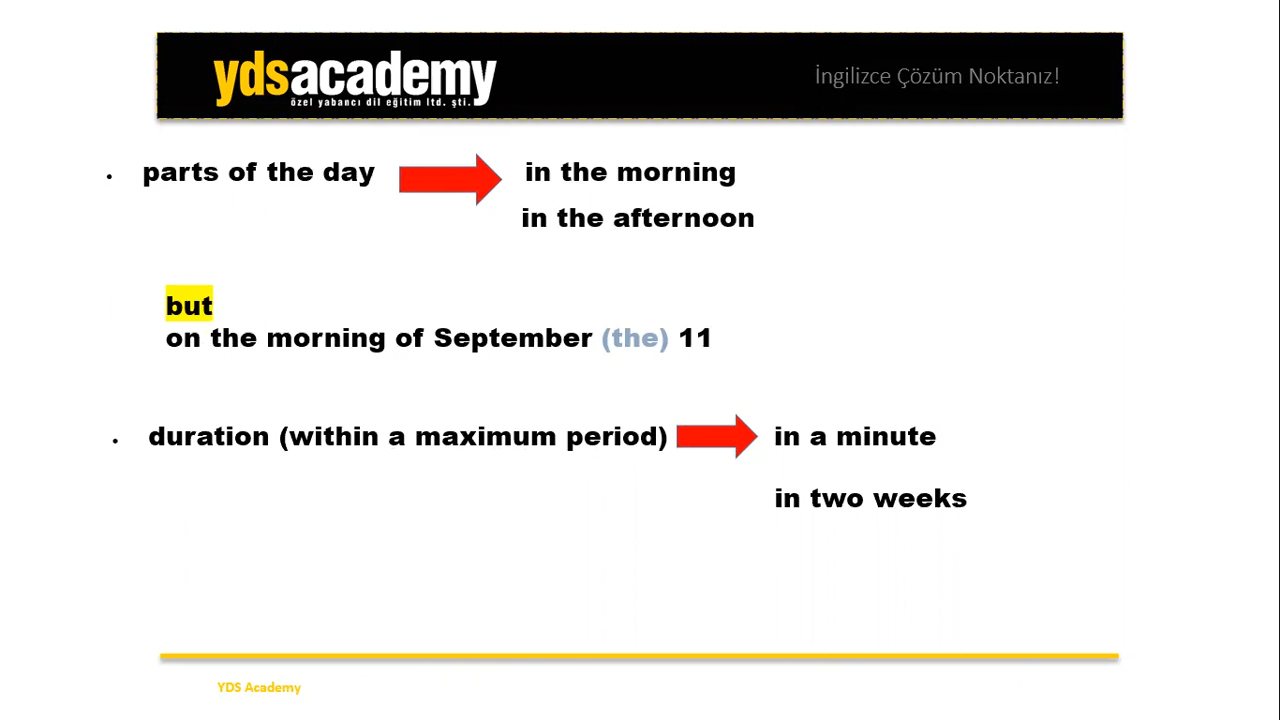 ydsacademy
özel yabancı dil eğitim ltd. şti.
İngilizce Çözüm Noktanız!
• parts of the day in the morning
in the afternoon
but
on the morning of September (the) 11
• duration (within a maximum period) in a minute
in two weeks
YDS Academy